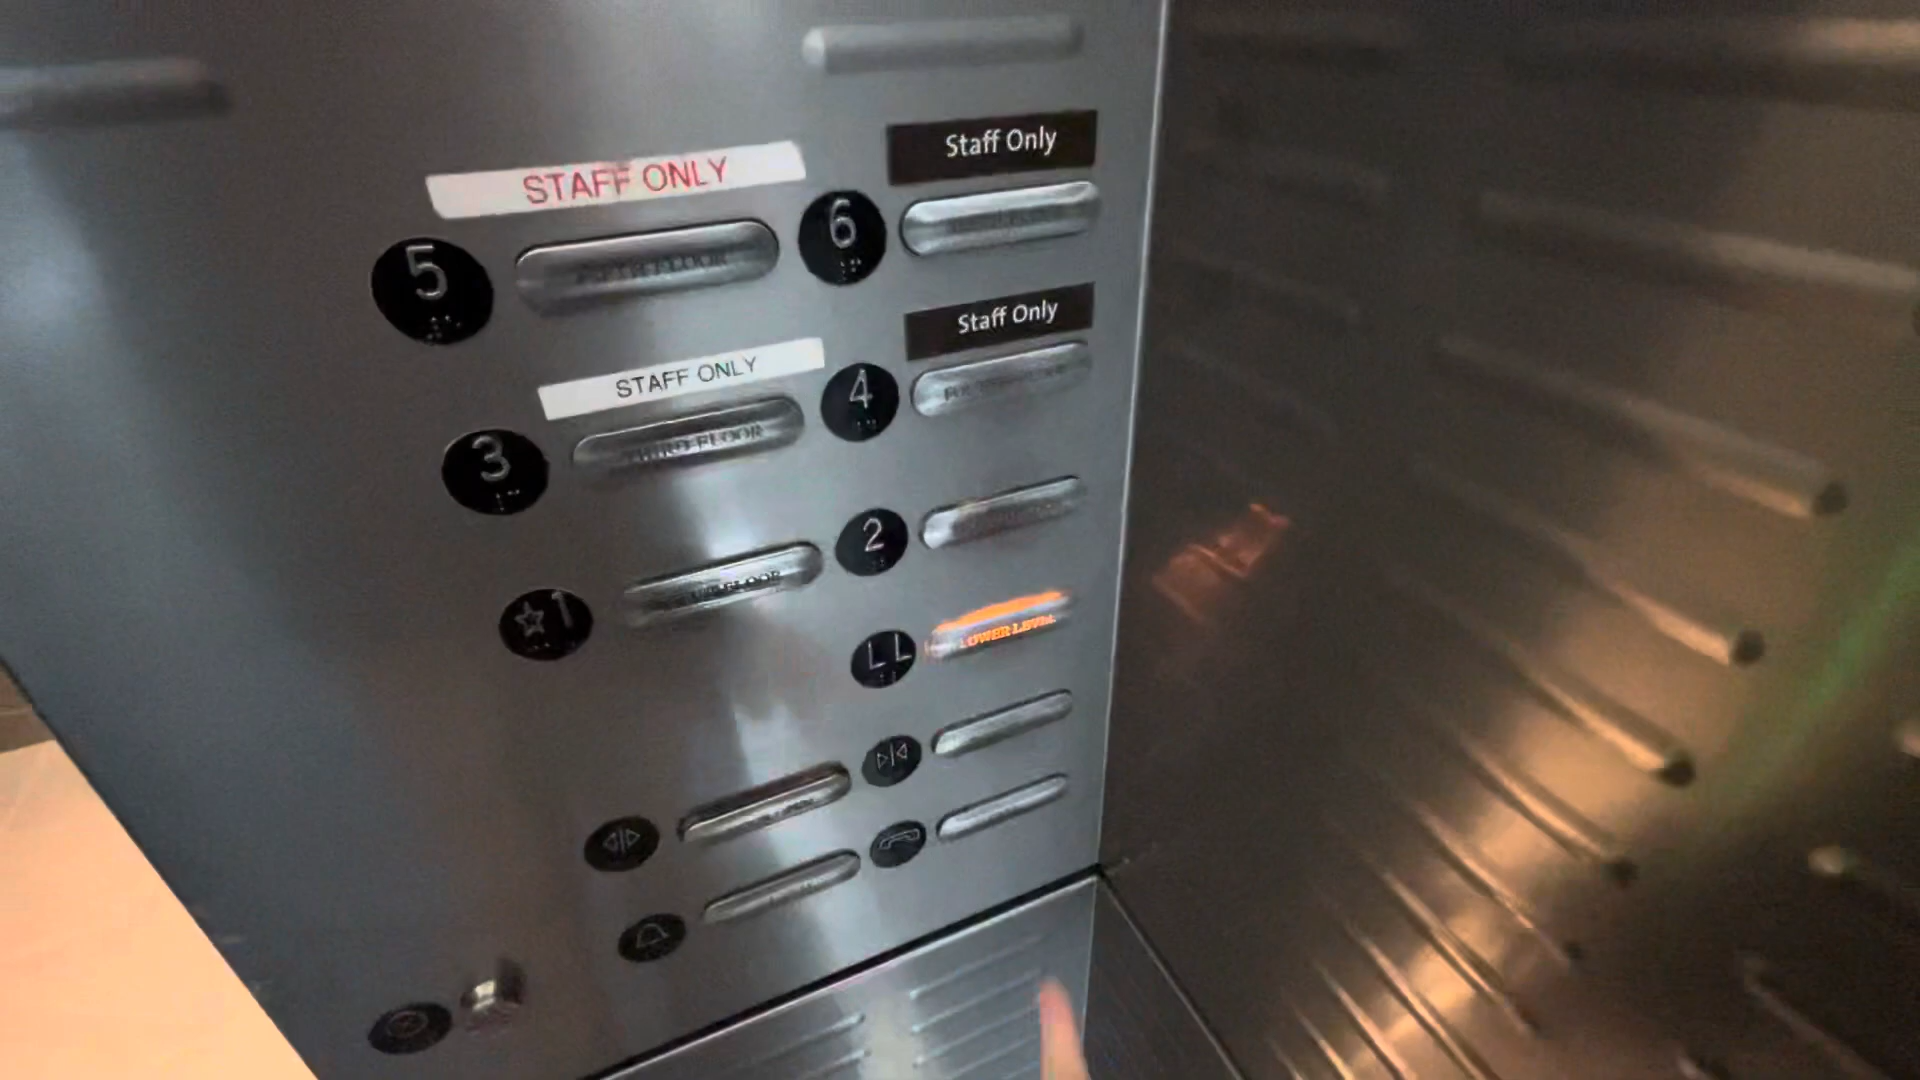 STAFF ONLY
Staff Only
5
6
STAFF ONLY
Staff Only
3
THIRD FLOOR
4
☆1
FLOOR
2
LL
LOWER LEVEL